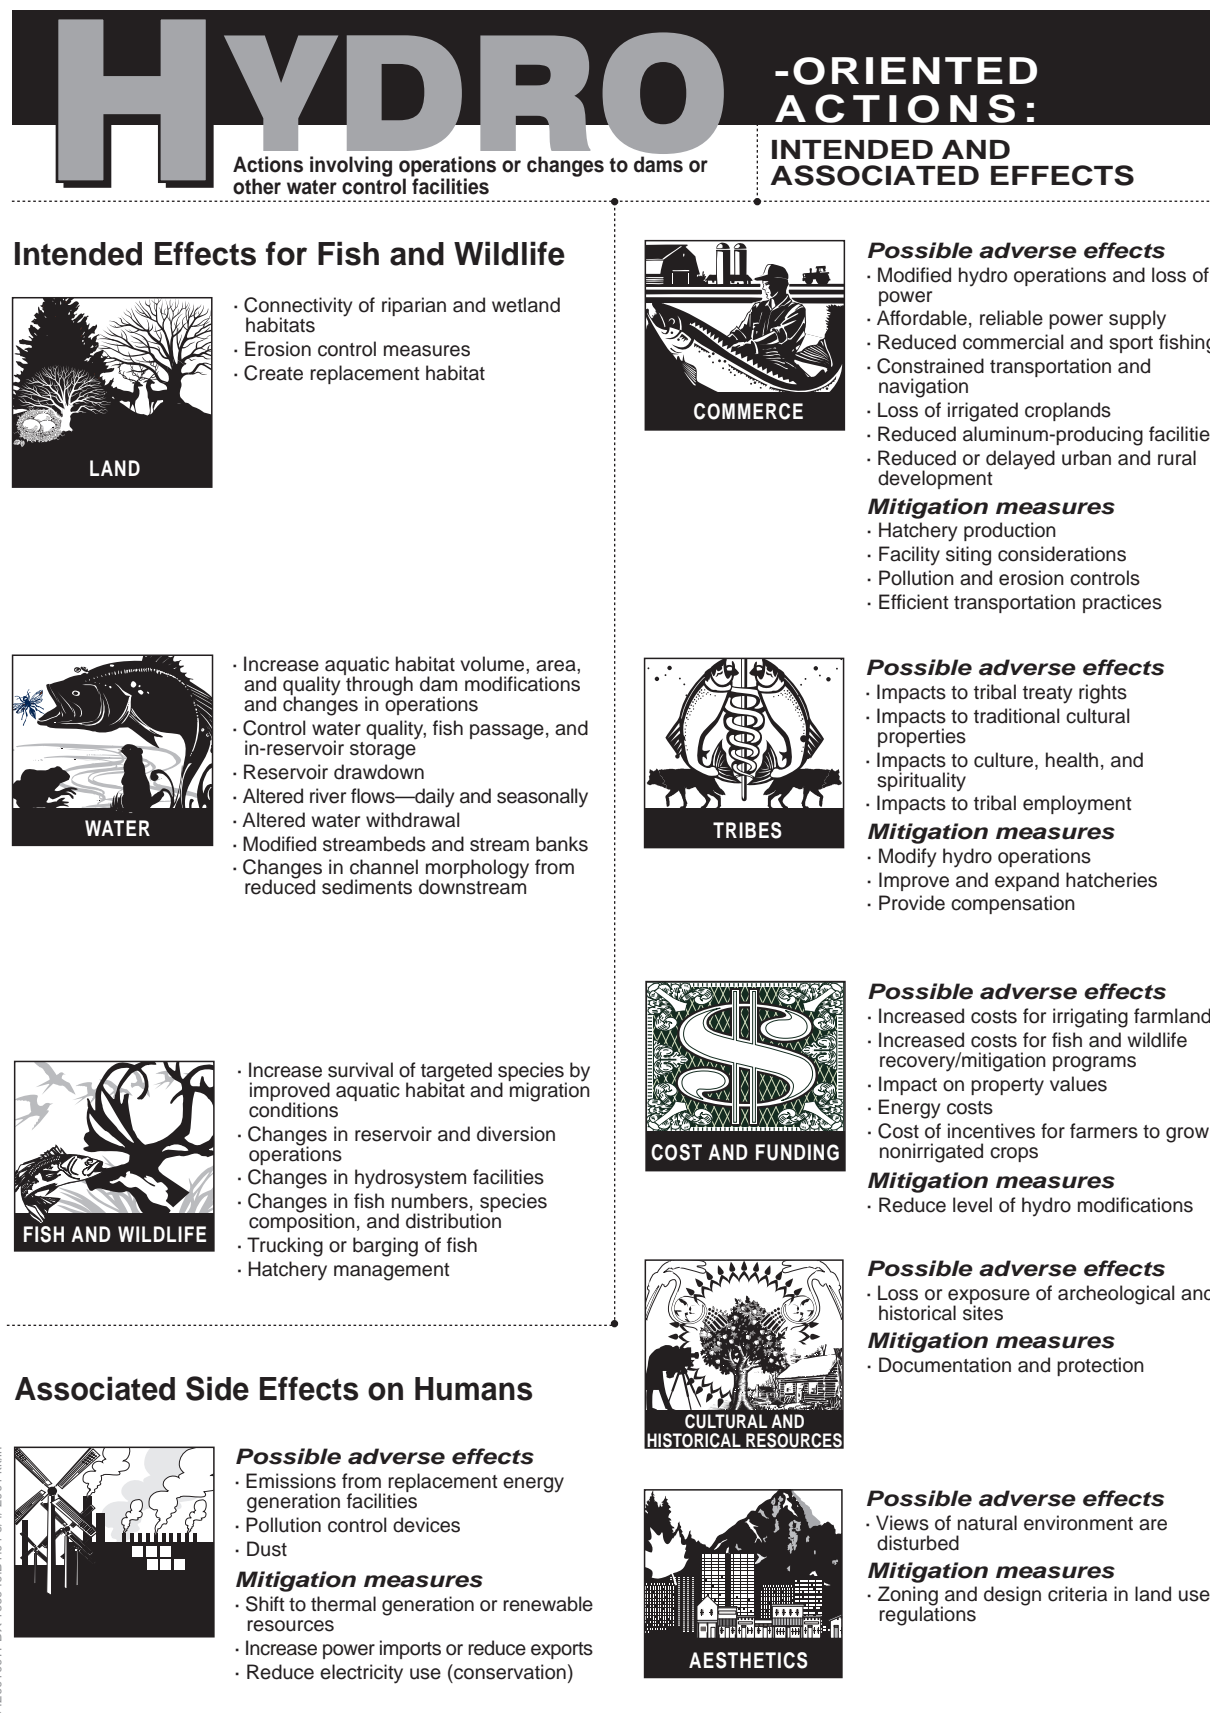 HYDRO
-ORIENTED
ACTIONS:
INTENDED AND
ASSOCIATED EFFECTS
Actions involving operations or changes to dams or
other water control facilities
Intended Effects for Fish and Wildlife
LAND
· Connectivity of riparian and wetland
habitats
· Erosion control measures
· Create replacement habitat
WATER
· Increase aquatic habitat volume, area,
and quality through dam modifications
and changes in operations
· Control water quality, fish passage, and
in-reservoir storage
· Reservoir drawdown
· Altered river flows—daily and seasonally
· Altered water withdrawal
· Modified streambeds and stream banks
· Changes in channel morphology from
reduced sediments downstream
FISH AND WILDLIFE
· Increase survival of targeted species by
improved aquatic habitat and migration
conditions
· Changes in reservoir and diversion
operations
· Changes in hydrosystem facilities
· Changes in fish numbers, species
composition, and distribution
· Trucking or barging of fish
· Hatchery management
Associated Side Effects on Humans
Possible adverse effects
· Emissions from replacement energy
generation facilities
· Pollution control devices
· Dust
Mitigation measures
· Shift to thermal generation or renewable
resources
· Increase power imports or reduce exports
· Reduce electricity use (conservation)
COMMERCE
Possible adverse effects
· Modified hydro operations and loss of
power
· Affordable, reliable power supply
· Reduced commercial and sport fishing
· Constrained transportation and
navigation
· Loss of irrigated croplands
· Reduced aluminum-producing facilitie
· Reduced or delayed urban and rural
development
Mitigation measures
· Hatchery production
· Facility siting considerations
· Pollution and erosion controls
· Efficient transportation practices
TRIBES
Possible adverse effects
· Impacts to tribal treaty rights
· Impacts to traditional cultural
properties
· Impacts to culture, health, and
spirituality
· Impacts to tribal employment
Mitigation measures
· Modify hydro operations
· Improve and expand hatcheries
· Provide compensation
COST AND FUNDING
Possible adverse effects
· Increased costs for irrigating farmland
· Increased costs for fish and wildlife
recovery/mitigation programs
· Impact on property values
· Energy costs
· Cost of incentives for farmers to grow
nonirrigated crops
Mitigation measures
· Reduce level of hydro modifications
CULTURAL AND
HISTORICAL RESOURCES
Possible adverse effects
· Loss or exposure of archeological and
historical sites
Mitigation measures
· Documentation and protection
AESTHETICS
Possible adverse effects
· Views of natural environment are
disturbed
Mitigation measures
· Zoning and design criteria in land use
regulations